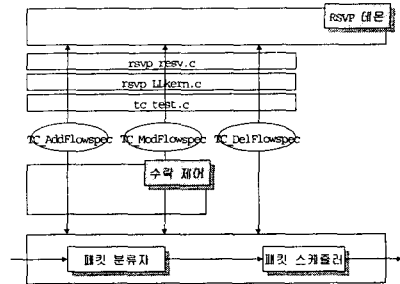 RSVP 데몬
rsvp_resv.c
rsvp_LLkern.c
tc_test.c
TC_AddFlowspec TC_ModFlowspec TC_DelFlowspec
수락 제어
패킷 분류자 패킷 스케쥴러